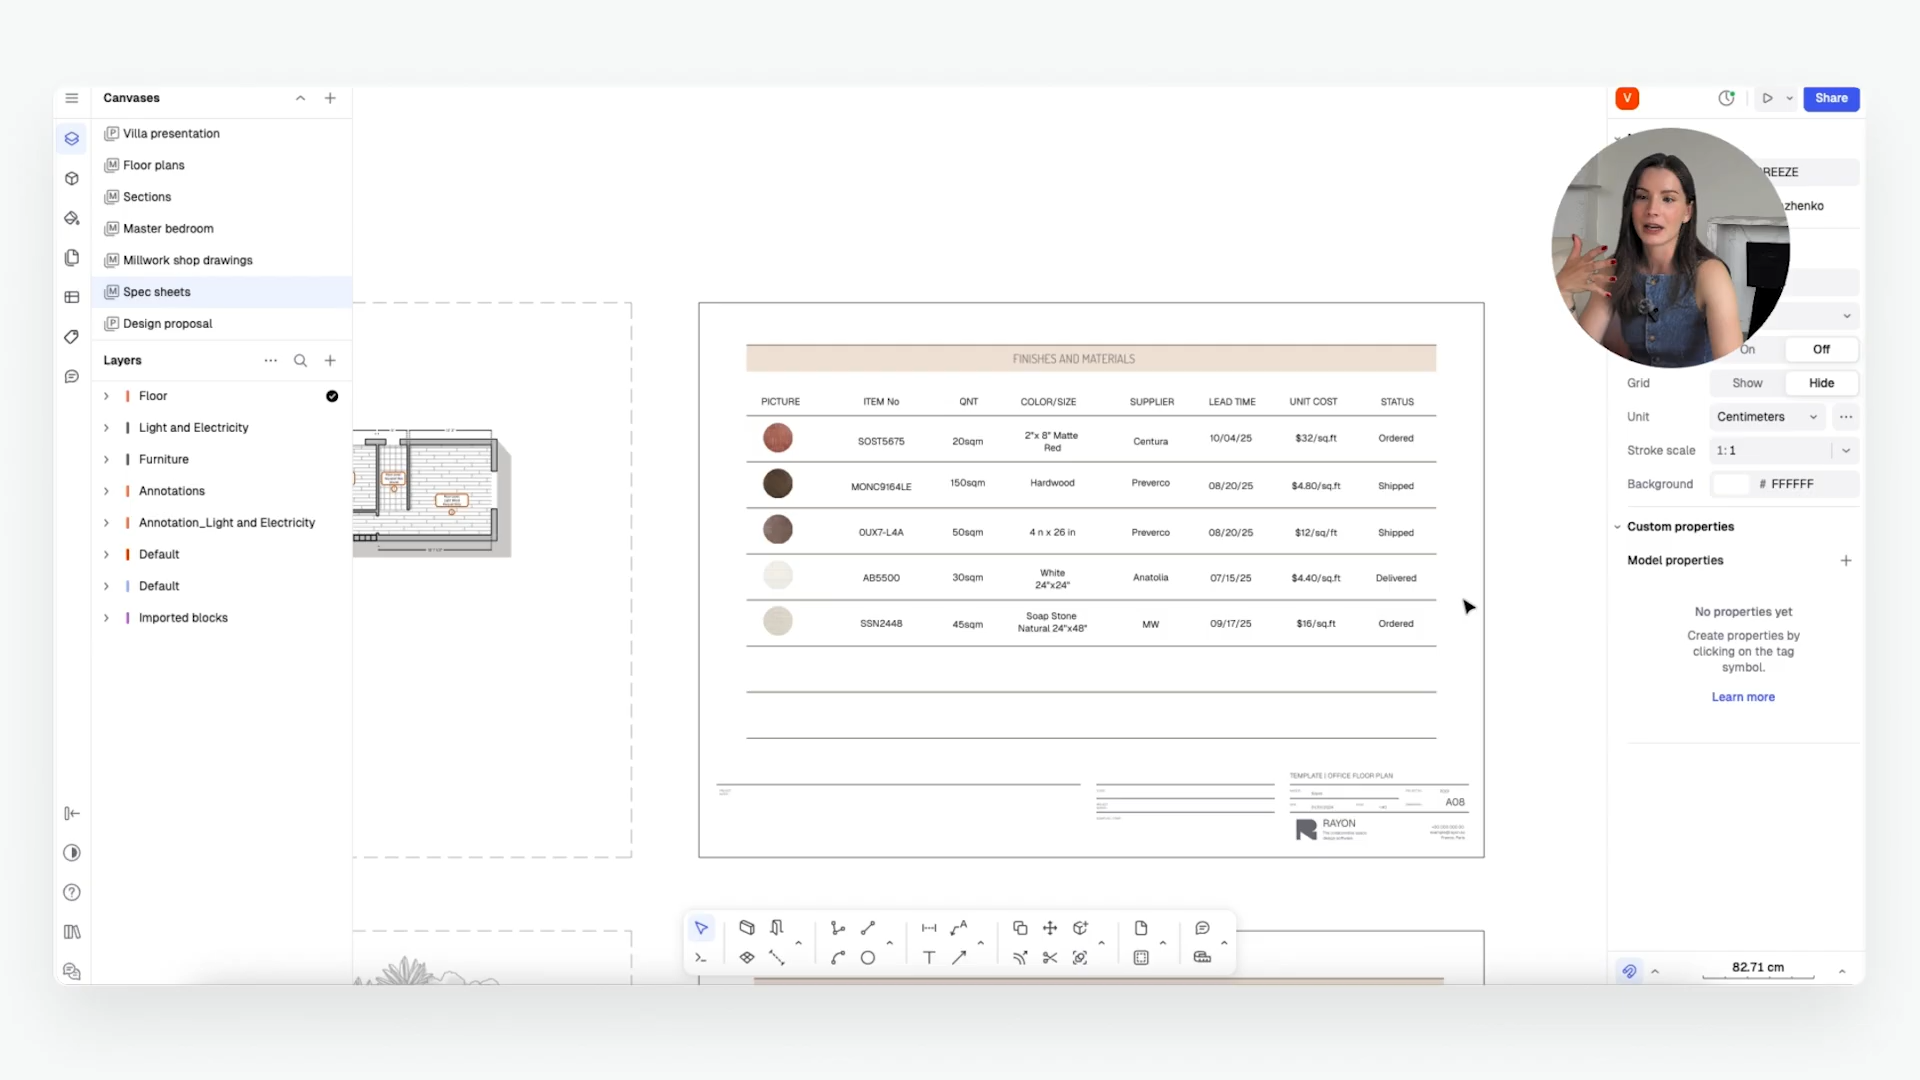 Canvases
Villa presentation
Floor plans
Sections
Master bedroom
Millwork shop drawings
Spec sheets
Design proposal
Layers
Floor
Light and Electricity
Furniture
Annotations
Annotation_Light and Electricity
Default
Default
Imported blocks
FINISHES AND MATERIALS
PICTURE ITEM No QNT COLOR/SIZE SUPPLIER LEAD TIME UNIT COST STATUS
SOST5675 20sqm 2"x 8" Matte Red Centura 10/04/25 $32/sq.ft Ordered
MONC9164LE 150sqm Hardwood Preverco 08/20/25 $4.80/sq.ft Shipped
0UX7-L4A 50sqm 4 n x 26 in Preverco 08/20/25 $12/sq/ft Shipped
AB5500 30sqm White 24"x24" Anatolia 07/15/25 $4.40/sq.ft Delivered
SSN2448 45sqm Soap Stone Natural 24"x48" MW 09/17/25 $16/sq.ft Ordered
TEMPLATE | OFFICE FLOOR PLAN
A08
RAYON
V
Share
REEZE
zhenko
On Off
Grid Show Hide
Unit Centimeters
Stroke scale 1:1
Background # FFFFFF
Custom properties
Model properties
No properties yet
Create properties by
clicking on the tag
symbol.
Learn more
82.71 cm